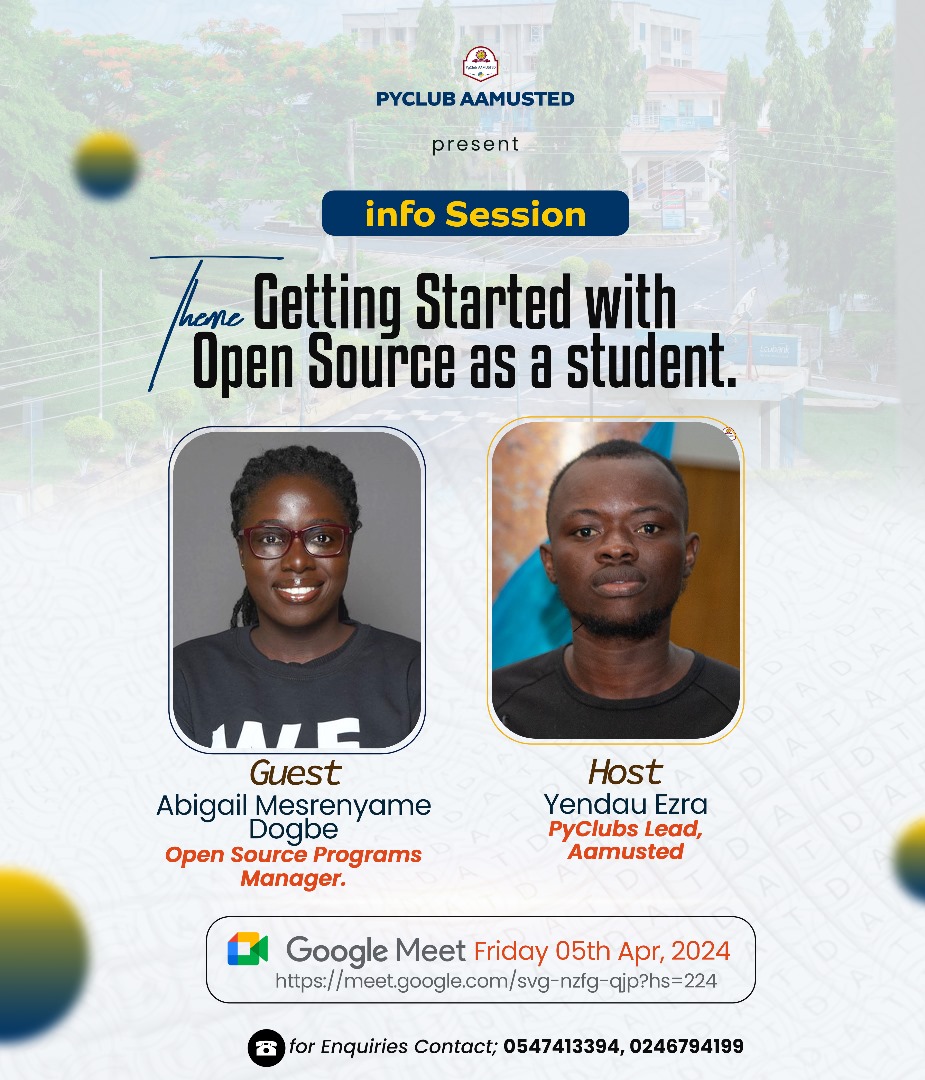 PYCLUB AAMUSTED
present
info Session
Theme Getting Started with
Open Source as a student.
WE
Guest
Abigail Mesrenyame
Dogbe
Open Source Programs
Manager.
Host
Yendau Ezra
PyClubs Lead,
Aamusted
Google Meet Friday 05th Apr, 2024
https://meet.google.com/svg-nzfg-qjp?hs=224
for Enquiries Contact; 0547413394, 0246794199